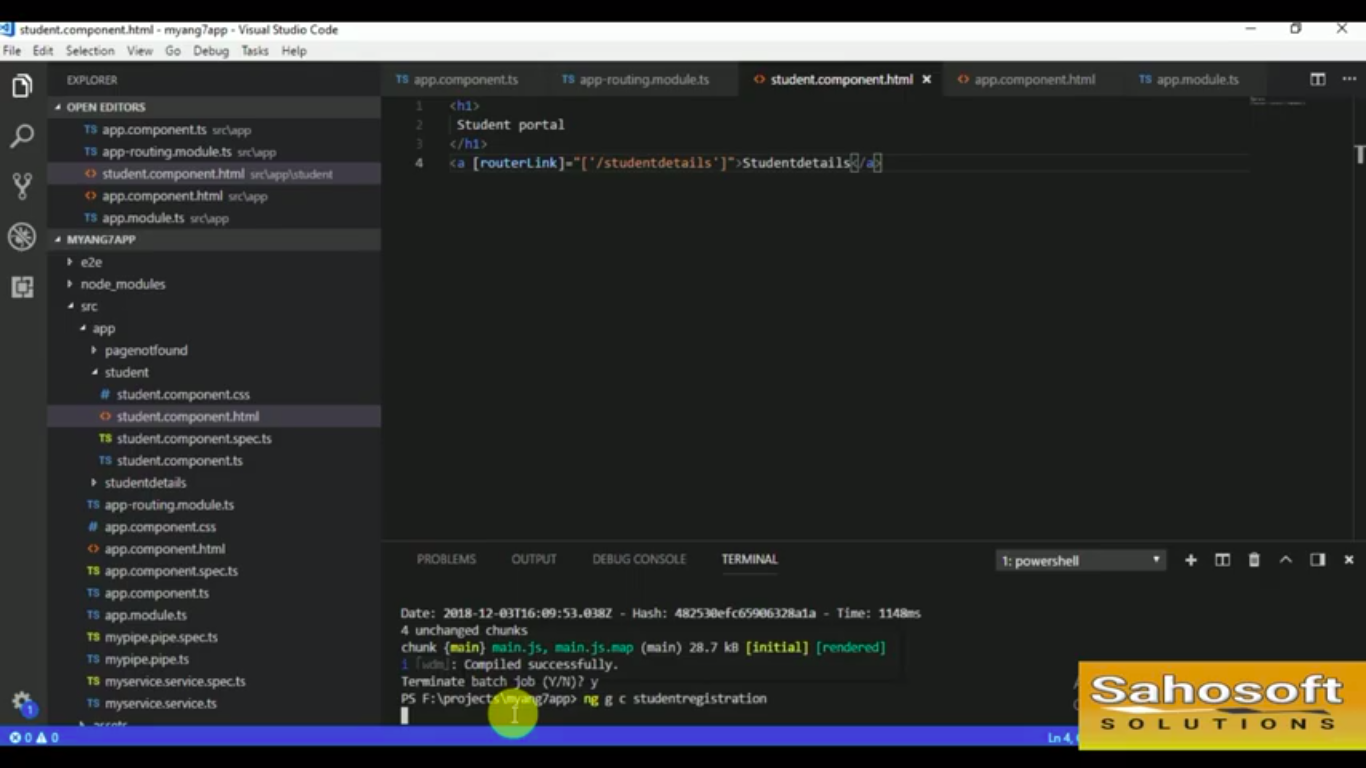 student.component.html - myang7app - Visual Studio Code
File Edit Selection View Go Debug Tasks Help
EXPLORER
OPEN EDITORS
TS app.component.ts src\app
TS app-routing.module.ts src\app
<> student.component.html src\app\student
<> app.component.html src\app
TS app.module.ts src\app
MYANG7APP
e2e
node_modules
src
app
pagenotfound
student
# student.component.css
<> student.component.html
TS student.component.spec.ts
TS student.component.ts
studentdetails
TS app-routing.module.ts
# app.component.css
<> app.component.html
TS app.component.spec.ts
TS app.component.ts
TS app.module.ts
TS mypipe.pipe.spec.ts
TS mypipe.pipe.ts
TS myservice.service.spec.ts
TS myservice.service.ts
assets
TS app.component.ts TS app-routing.module.ts <> student.component.html <> app.component.html TS app.module.ts
1 <h1>
2 Student portal
3 </h1>
4 <a [routerLink]="['/studentdetails']">Studentdetails</a>
PROBLEMS OUTPUT DEBUG CONSOLE TERMINAL 1: powershell
Date: 2018-12-03T16:09:53.038Z - Hash: 482530efc65906328a1a - Time: 1148ms
4 unchanged chunks
chunk {main} main.js, main.js.map (main) 28.7 kB [initial] [rendered]
i ｢wdm｣: Compiled successfully.
Terminate batch job (Y/N)? y
PS F:\projects\myang7app> ng g c studentregistration
1
0 0 Ln 4,
Sahosoft
SOLUTIONS